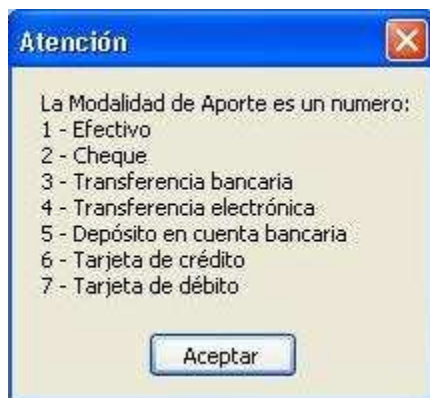 Atención
La Modalidad de Aporte es un numero:
1 - Efectivo
2 - Cheque
3 - Transferencia bancaria
4 - Transferencia electrónica
5 - Depósito en cuenta bancaria
6 - Tarjeta de crédito
7 - Tarjeta de débito
Aceptar